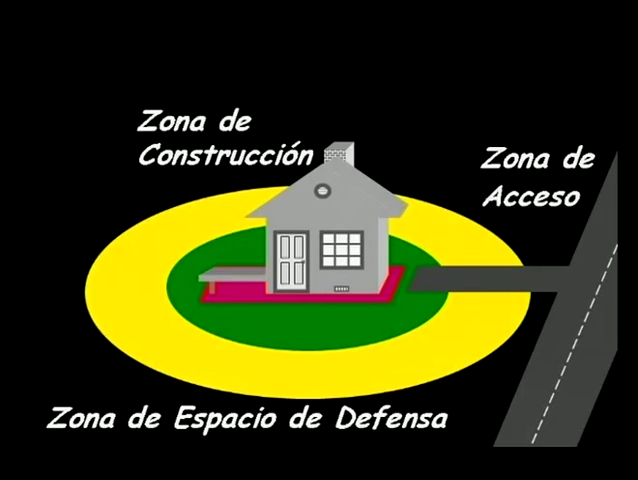 Zona de
Construcción
Zona de
Acceso
Zona de Espacio de Defensa